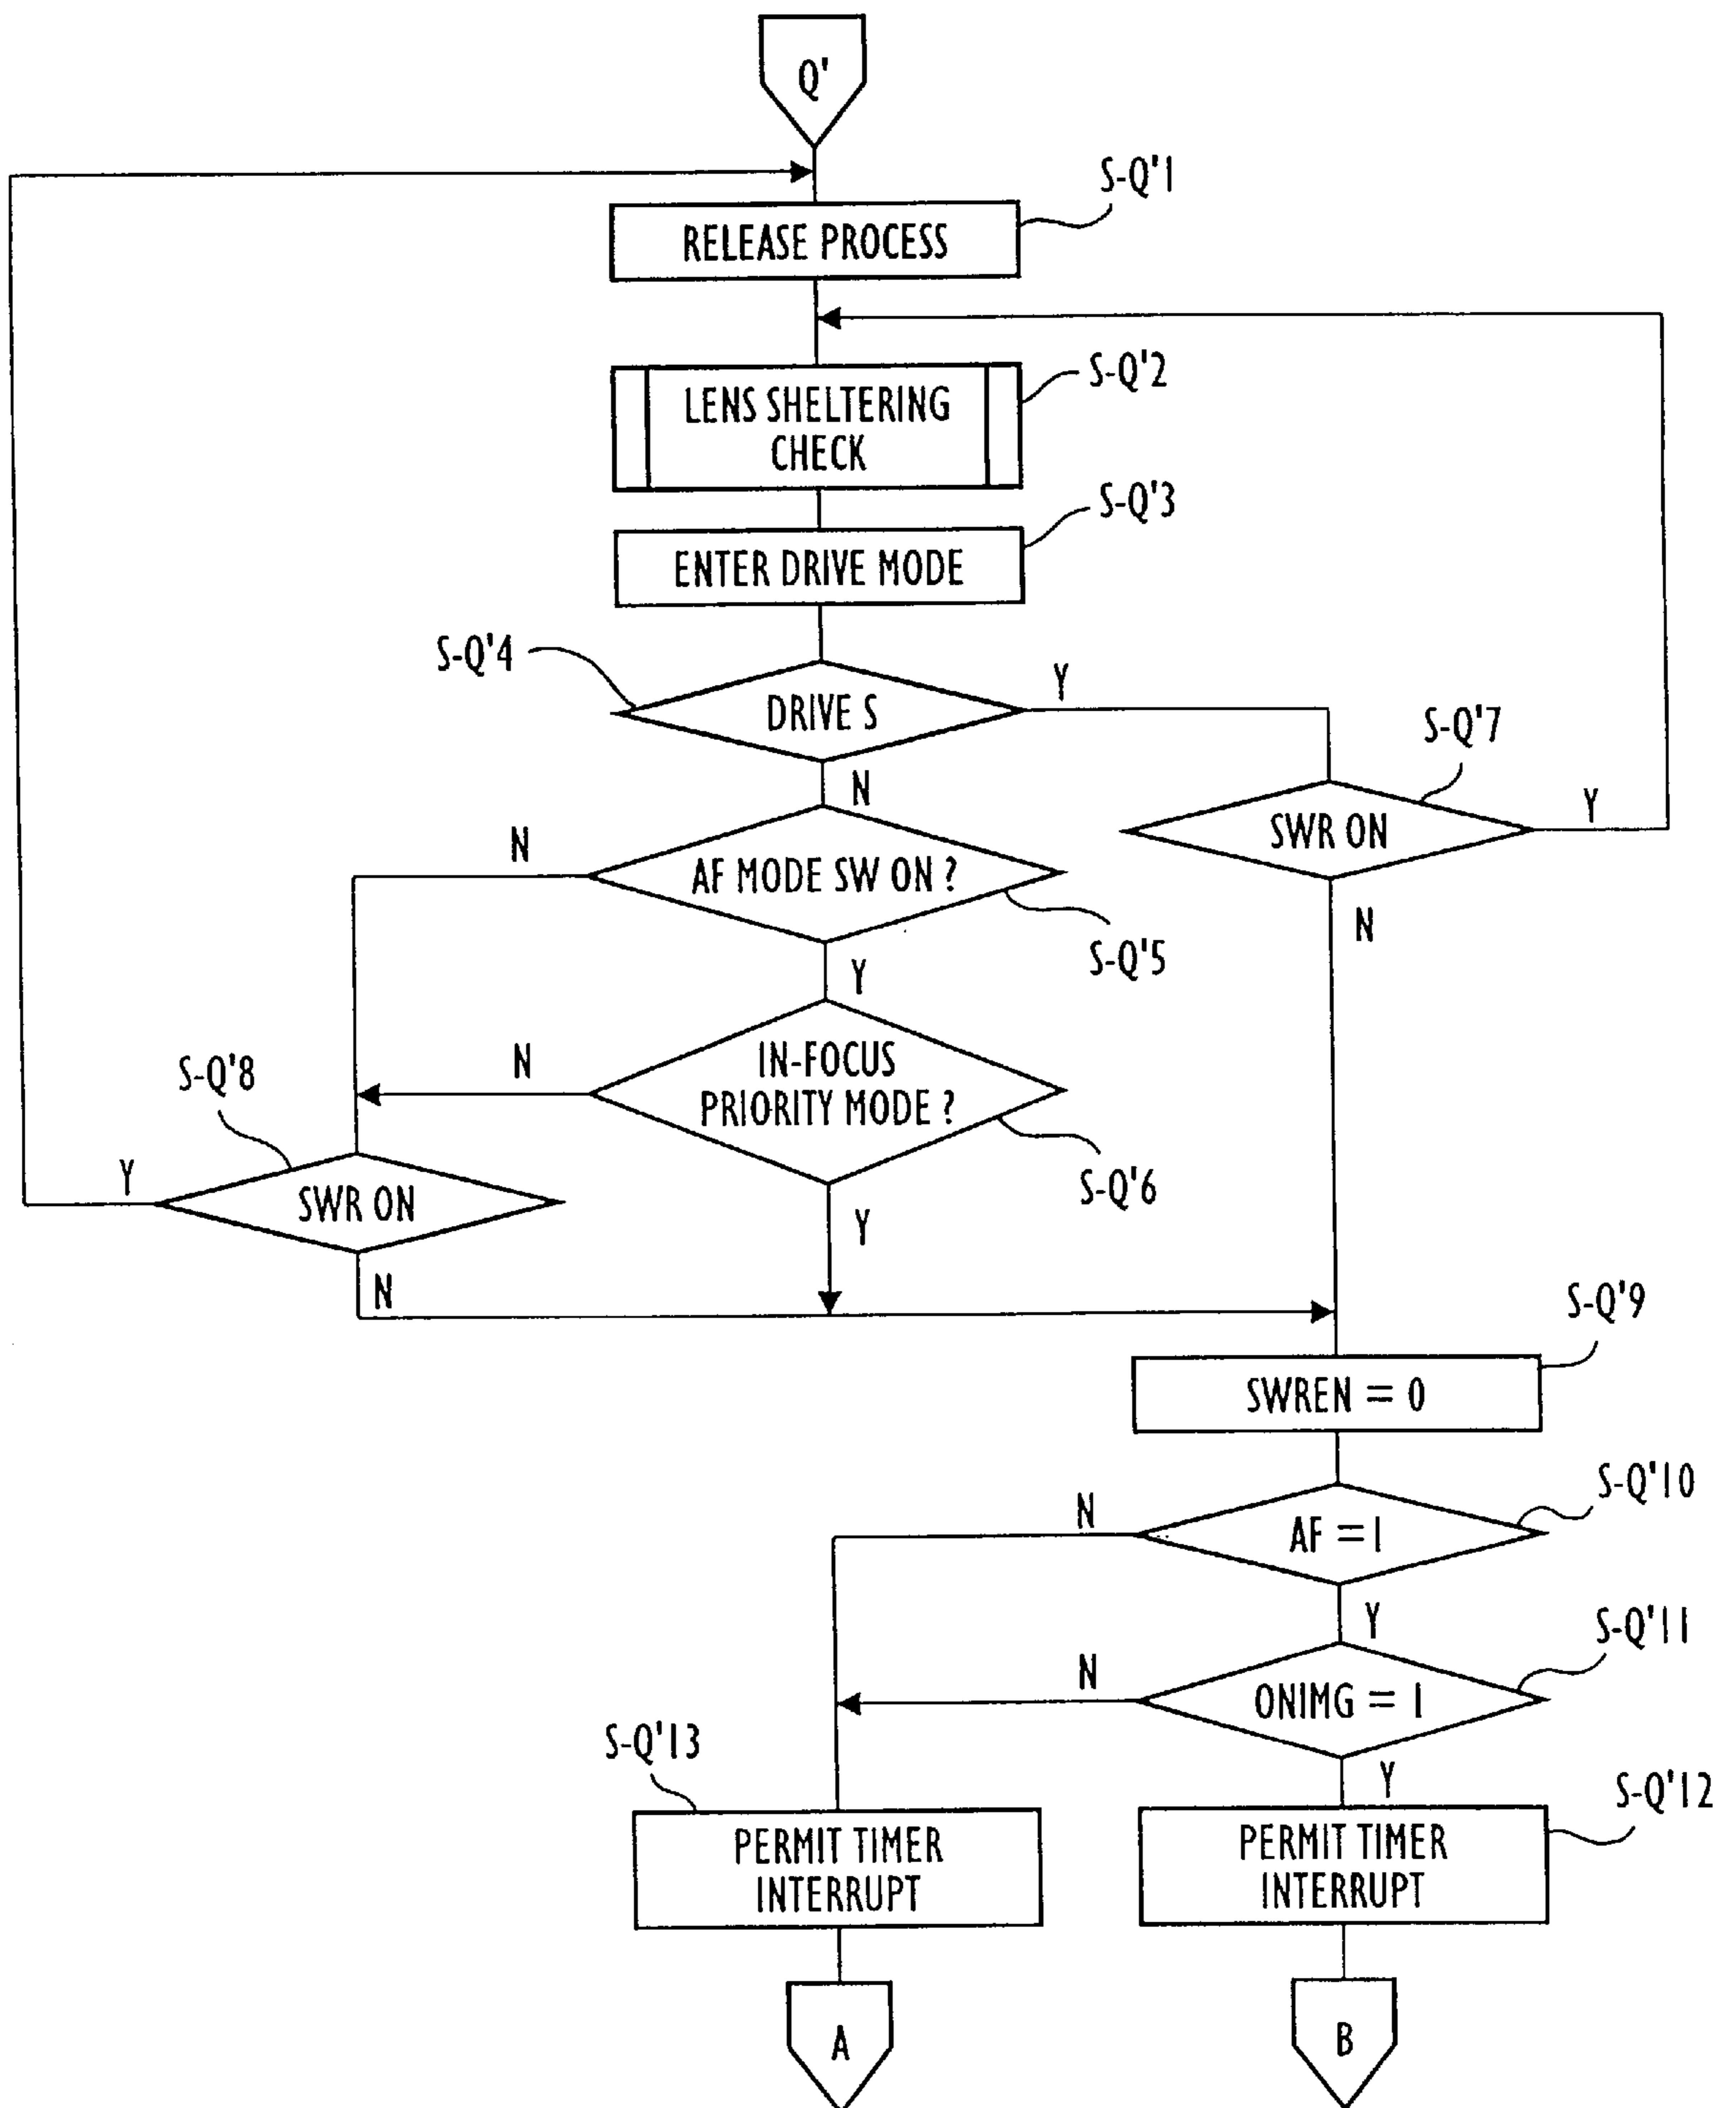 Q'
S-Q'1
RELEASE PROCESS
S-Q'2
LENS SHELTERING
CHECK
S-Q'3
ENTER DRIVE MODE
S-Q'4
DRIVE S
Y
N
S-Q'7
SWR ON
Y
N
AF MODE SW ON ?
N
Y
S-Q'5
IN-FOCUS
PRIORITY MODE ?
N
Y
S-Q'6
S-Q'8
SWR ON
Y
N
S-Q'9
SWREN = 0
S-Q'10
AF = 1
N
Y
S-Q'11
ONIMG = 1
N
Y
S-Q'13
PERMIT TIMER
INTERRUPT
S-Q'12
PERMIT TIMER
INTERRUPT
A
B